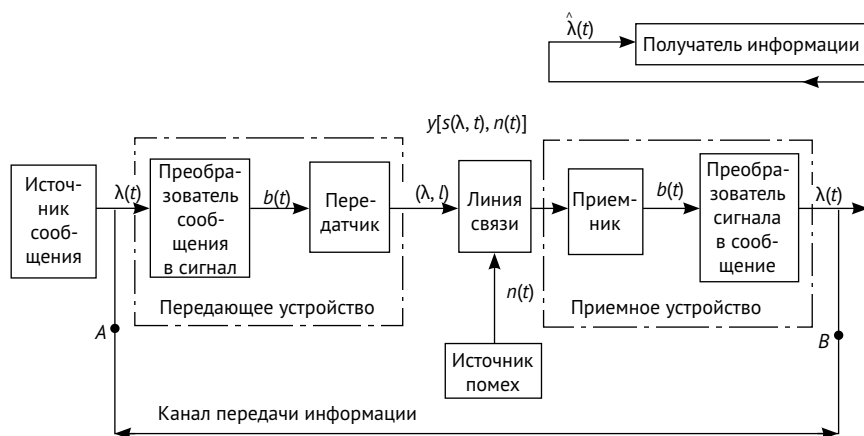 λ̂(t)
Получатель информации
y[s(λ, t), n(t)]
Источ-
ник
сооб-
щения
λ(t)
Преобра-
зователь
сооб-
щения
в сигнал
b(t)
Пере-
датчик
(λ, l)
Линия
связи
Прием-
ник
b(t)
Преобра-
зователь
сигнала
в сооб-
щение
λ(t)
Передающее устройство
n(t)
Приемное устройство
A
B
Источник
помех
Канал передачи информации